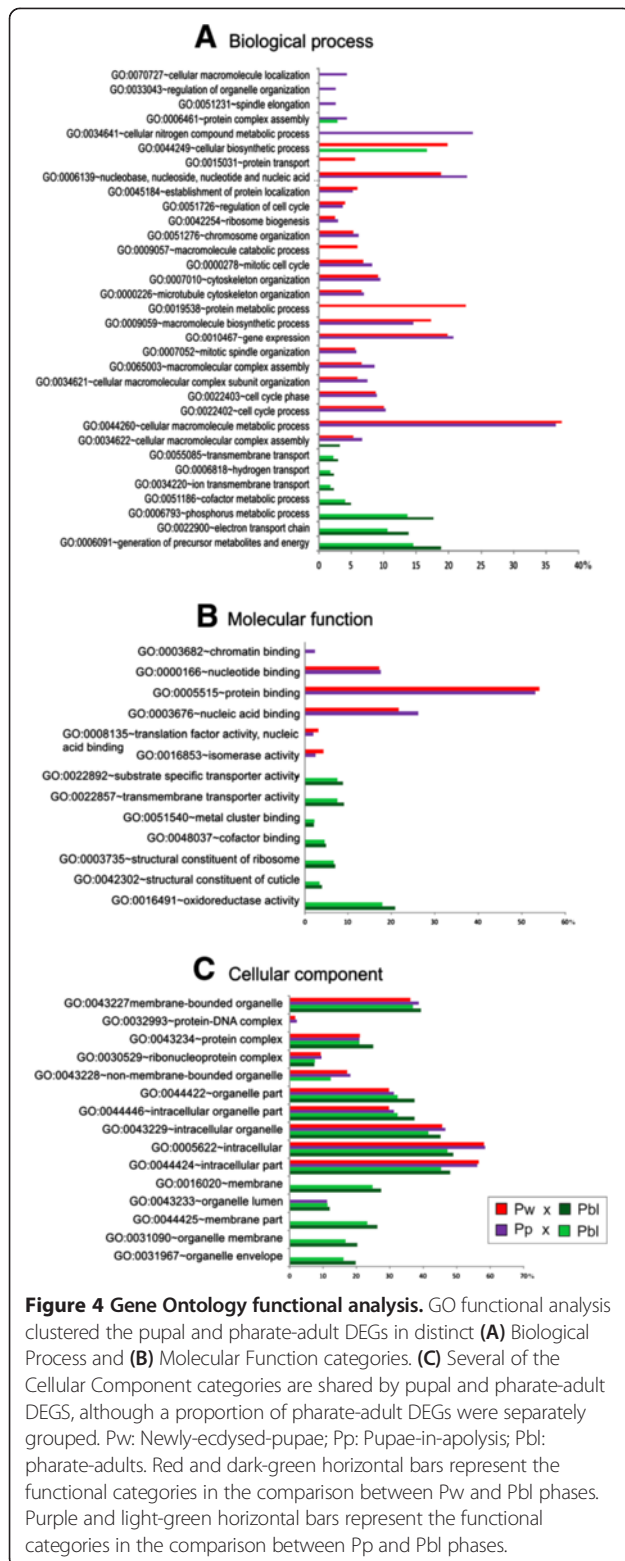 A Biological process
GO:0070727~cellular macromolecule localization
GO:0033043~regulation of organelle organization
GO:0051231~spindle elongation
GO:0006461~protein complex assembly
GO:0034641~cellular nitrogen compound metabolic process
GO:0044249~cellular biosynthetic process
GO:0015031~protein transport
GO:0006139~nucleobase, nucleoside, nucleotide and nucleic acid
GO:0045184~establishment of protein localization
GO:0051726~regulation of cell cycle
GO:0042254~ribosome biogenesis
GO:0051276~chromosome organization
GO:0009057~macromolecule catabolic process
GO:0000278~mitotic cell cycle
GO:0007010~cytoskeleton organization
GO:0000226~microtubule cytoskeleton organization
GO:0019538~protein metabolic process
GO:0009059~macromolecule biosynthetic process
GO:0010467~gene expression
GO:0007052~mitotic spindle organization
GO:0065003~macromolecular complex assembly
GO:0034621~cellular macromolecular complex subunit organization
GO:0022403~cell cycle phase
GO:0022402~cell cycle process
GO:0044260~cellular macromolecule metabolic process
GO:0034622~cellular macromolecular complex assembly
GO:0055085~transmembrane transport
GO:0006818~hydrogen transport
GO:0034220~ion transmembrane transport
GO:0051186~cofactor metabolic process
GO:0006793~phosphorus metabolic process
GO:0022900~electron transport chain
GO:0006091~generation of precursor metabolites and energy
0 5 10 15 20 25 30 35 40%
B Molecular function
GO:0003682~chromatin binding
GO:0000166~nucleotide binding
GO:0005515~protein binding
GO:0003676~nucleic acid binding
GO:0008135~translation factor activity, nucleic
acid binding
GO:0016853~isomerase activity
GO:0022892~substrate specific transporter activity
GO:0022857~transmembrane transporter activity
GO:0051540~metal cluster binding
GO:0048037~cofactor binding
GO:0003735~structural constituent of ribosome
GO:0042302~structural constituent of cuticle
GO:0016491~oxidoreductase activity
0 10 20 30 40 50 60%
C Cellular component
GO:0043227membrane-bounded organelle
GO:0032993~protein-DNA complex
GO:0043234~protein complex
GO:0030529~ribonucleoprotein complex
GO:0043228~non-membrane-bounded organelle
GO:0044422~organelle part
GO:0044446~intracellular organelle part
GO:0043229~intracellular organelle
GO:0005622~intracellular
GO:0044424~intracellular part
GO:0016020~membrane
GO:0043233~organelle lumen
GO:0044425~membrane part
GO:0031090~organelle membrane
GO:0031967~organelle envelope
0 10 20 30 40 50 60 70%
Pw x Pbl
Pp x Pbl
Figure 4 Gene Ontology functional analysis. GO functional analysis
clustered the pupal and pharate-adult DEGs in distinct (A) Biological
Process and (B) Molecular Function categories. (C) Several of the
Cellular Component categories are shared by pupal and pharate-adult
DEGS, although a proportion of pharate-adult DEGs were separately
grouped. Pw: Newly-ecdysed-pupae; Pp: Pupae-in-apolysis; Pbl:
pharate-adults. Red and dark-green horizontal bars represent the
functional categories in the comparison between Pw and Pbl phases.
Purple and light-green horizontal bars represent the functional
categories in the comparison between Pp and Pbl phases.